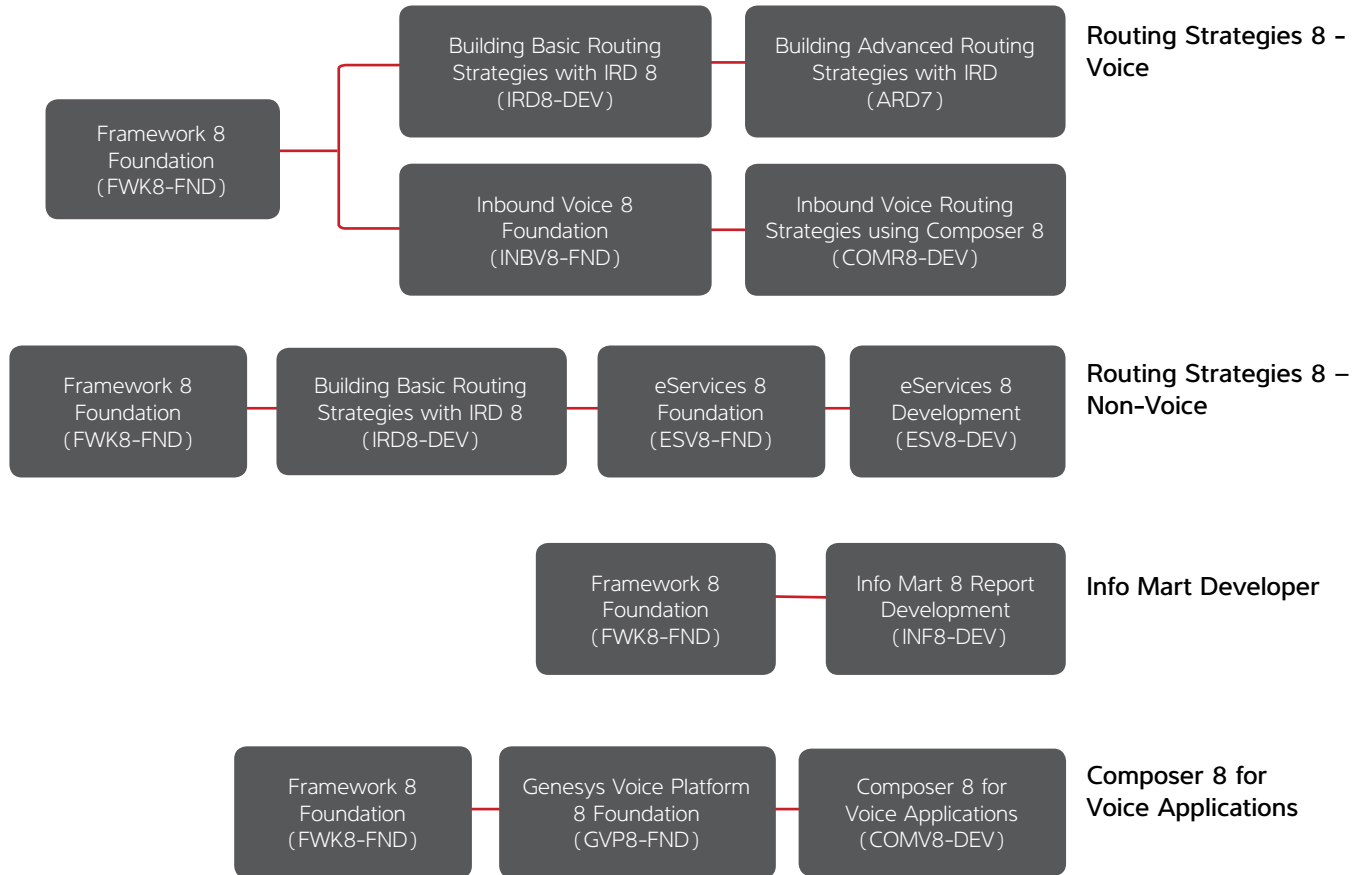 Framework 8
Foundation
(FWK8-FND)
Building Basic Routing
Strategies with IRD 8
(IRD8-DEV)
Building Advanced Routing
Strategies with IRD
(ARD7)
Inbound Voice 8
Foundation
(INBV8-FND)
Inbound Voice Routing
Strategies using Composer 8
(COMR8-DEV)
Routing Strategies 8 -
Voice
Framework 8
Foundation
(FWK8-FND)
Building Basic Routing
Strategies with IRD 8
(IRD8-DEV)
eServices 8
Foundation
(ESV8-FND)
eServices 8
Development
(ESV8-DEV)
Routing Strategies 8 –
Non-Voice
Framework 8
Foundation
(FWK8-FND)
Info Mart 8 Report
Development
(INF8-DEV)
Info Mart Developer
Framework 8
Foundation
(FWK8-FND)
Genesys Voice Platform
8 Foundation
(GVP8-FND)
Composer 8 for
Voice Applications
(COMV8-DEV)
Composer 8 for
Voice Applications